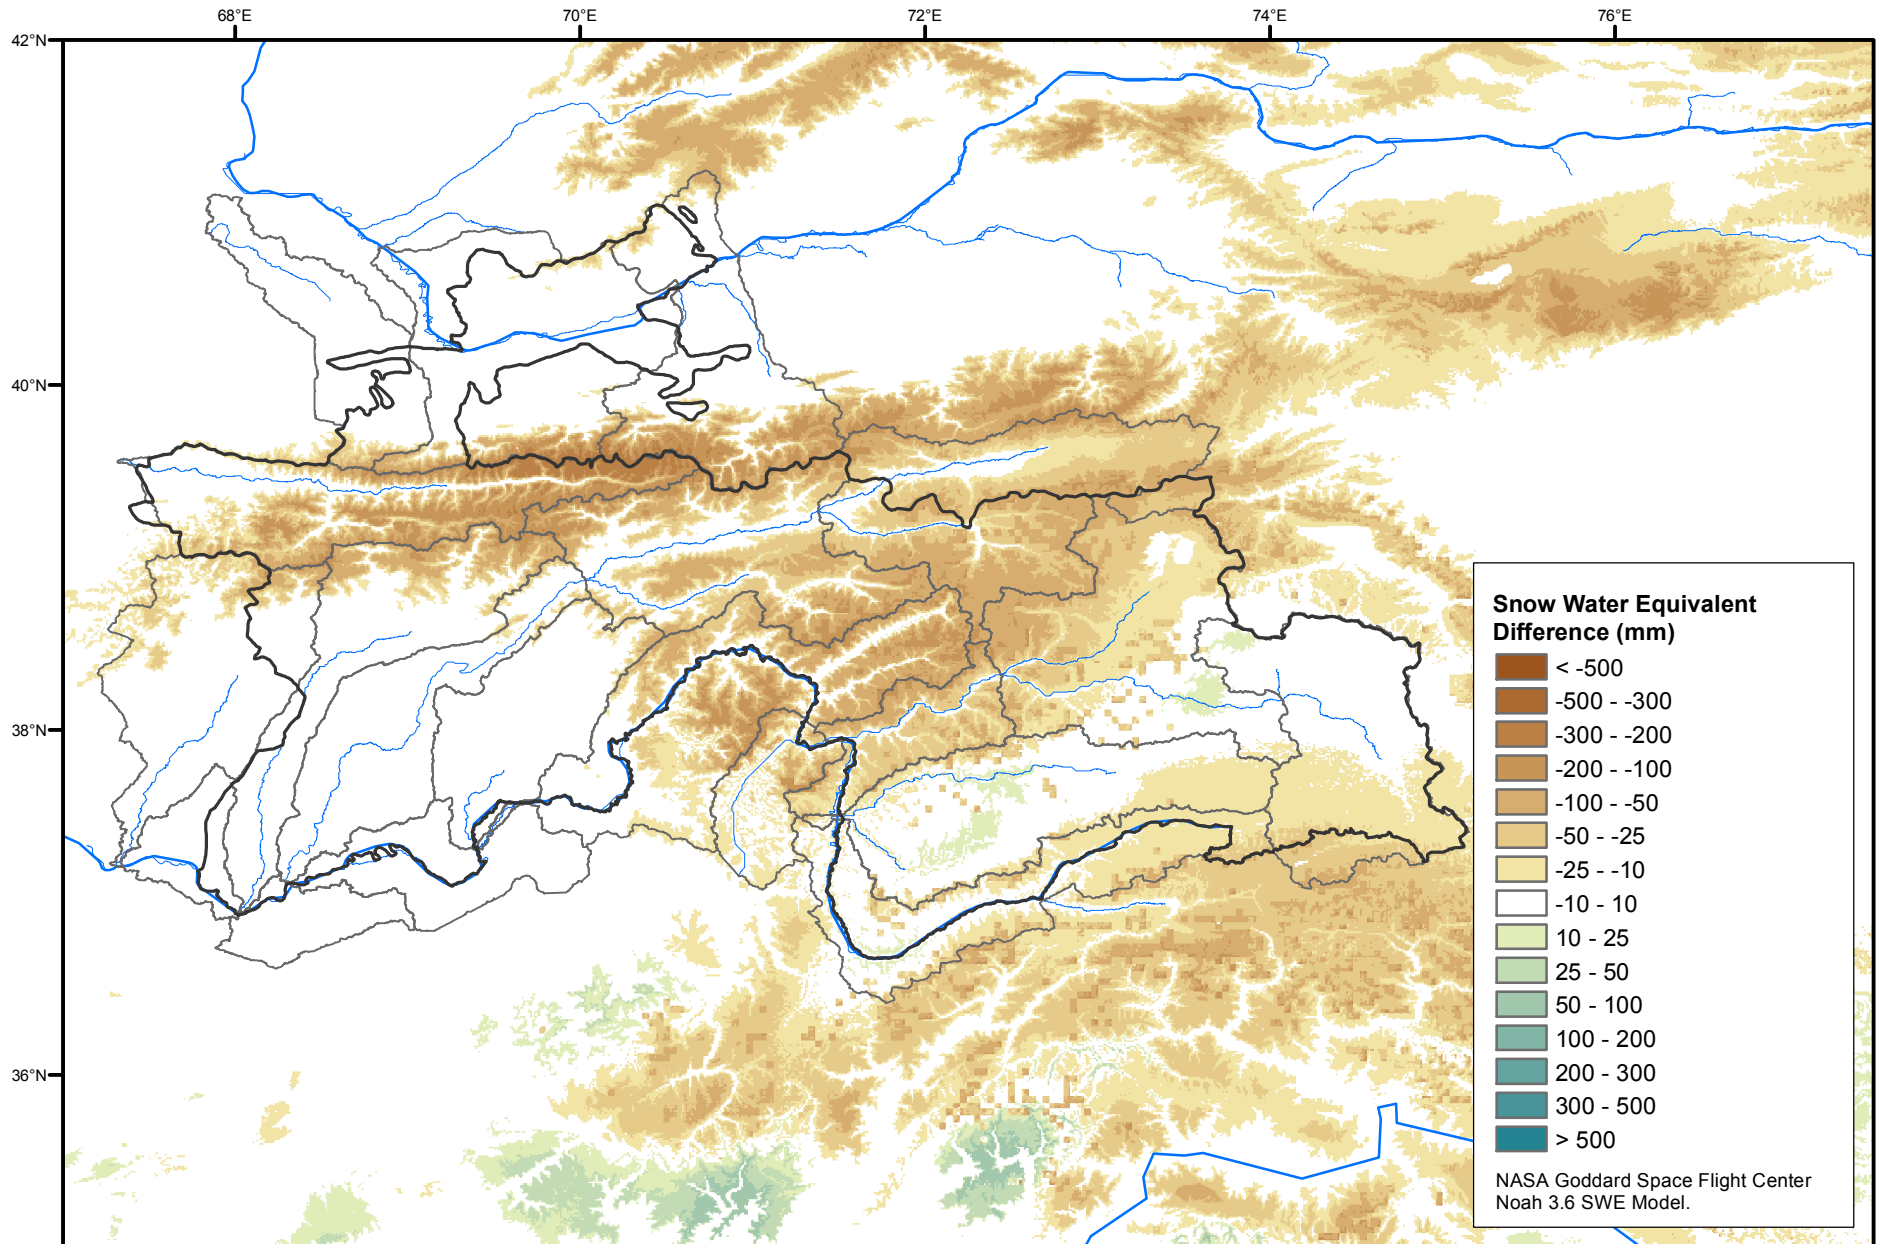 68°E 70°E 72°E 74°E 76°E
42°N
40°N
38°N
36°N
Snow Water Equivalent
Difference (mm)
< -500
-500 - -300
-300 - -200
-200 - -100
-100 - -50
-50 - -25
-25 - -10
-10 - 10
10 - 25
25 - 50
50 - 100
100 - 200
200 - 300
300 - 500
> 500
NASA Goddard Space Flight Center
Noah 3.6 SWE Model.